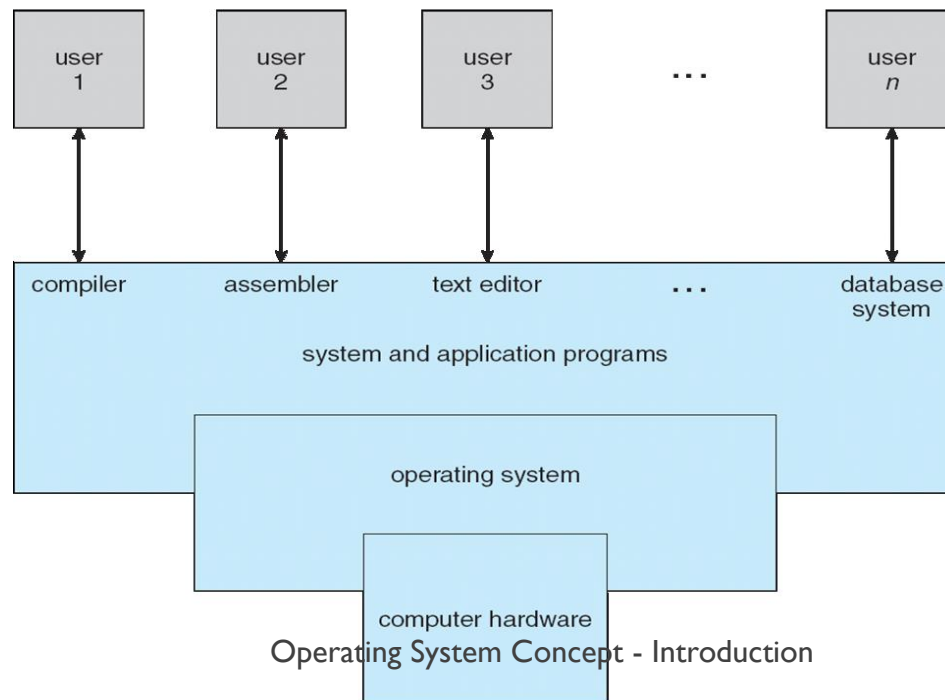 user
1
user
2
user
3
...
user
n
compiler
assembler
text editor
...
database
system
system and application programs
operating system
computer hardware
Operating System Concept - Introduction